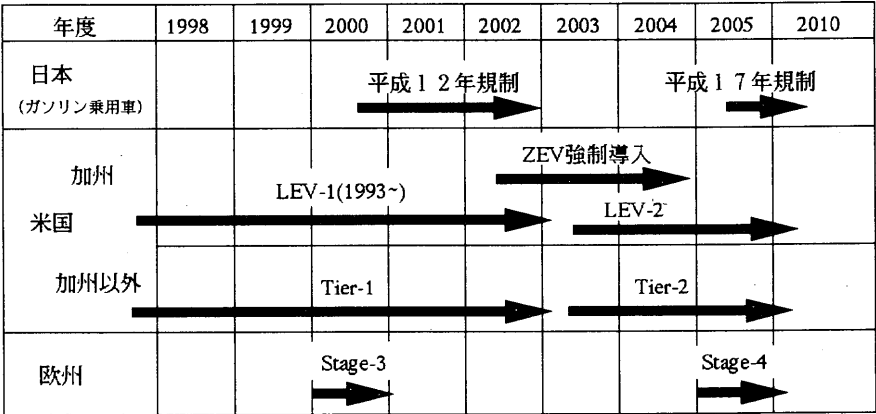 年度 1998 1999 2000 2001 2002 2003 2004 2005 2010
日本 平成１２年規制 平成１７年規制
(ガソリン乗用車)
ZEV強制導入
加州
LEV-1(1993~)
LEV-2
米国
加州以外 Tier-1 Tier-2
Stage-3 Stage-4
欧州